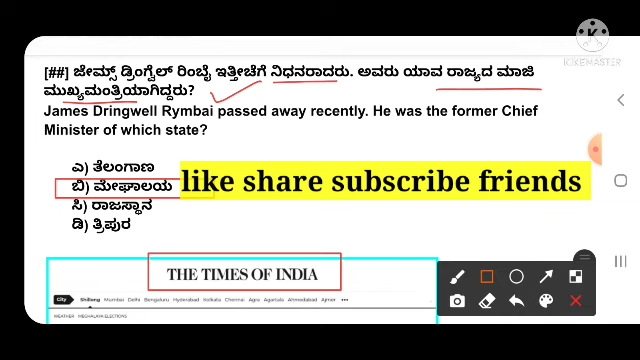 KINEMASTER
[##] ಜೇಮ್ಸ್ ಡ್ರಿಂಗ್ವೆಲ್ ರಿಂಬೈ ಇತ್ತೀಚೆಗೆ ನಿಧನರಾದರು. ಅವರು ಯಾವ ರಾಜ್ಯದ ಮಾಜಿ
ಮುಖ್ಯಮಂತ್ರಿಯಾಗಿದ್ದರು?
James Dringwell Rymbai passed away recently. He was the former Chief
Minister of which state?
ಎ) ತೆಲಂಗಾಣ
ಬಿ) ಮೇಘಾಲಯ
ಸಿ) ರಾಜಸ್ಥಾನ
ಡಿ) ತ್ರಿಪುರ
like share subscribe friends
THE TIMES OF INDIA
City Shillong Mumbai Delhi Bengaluru Hyderabad Kolkata Chennai Agra Agartala Ahmedabad Ajmer
WEATHER MEGHALAYA ELECTIONS